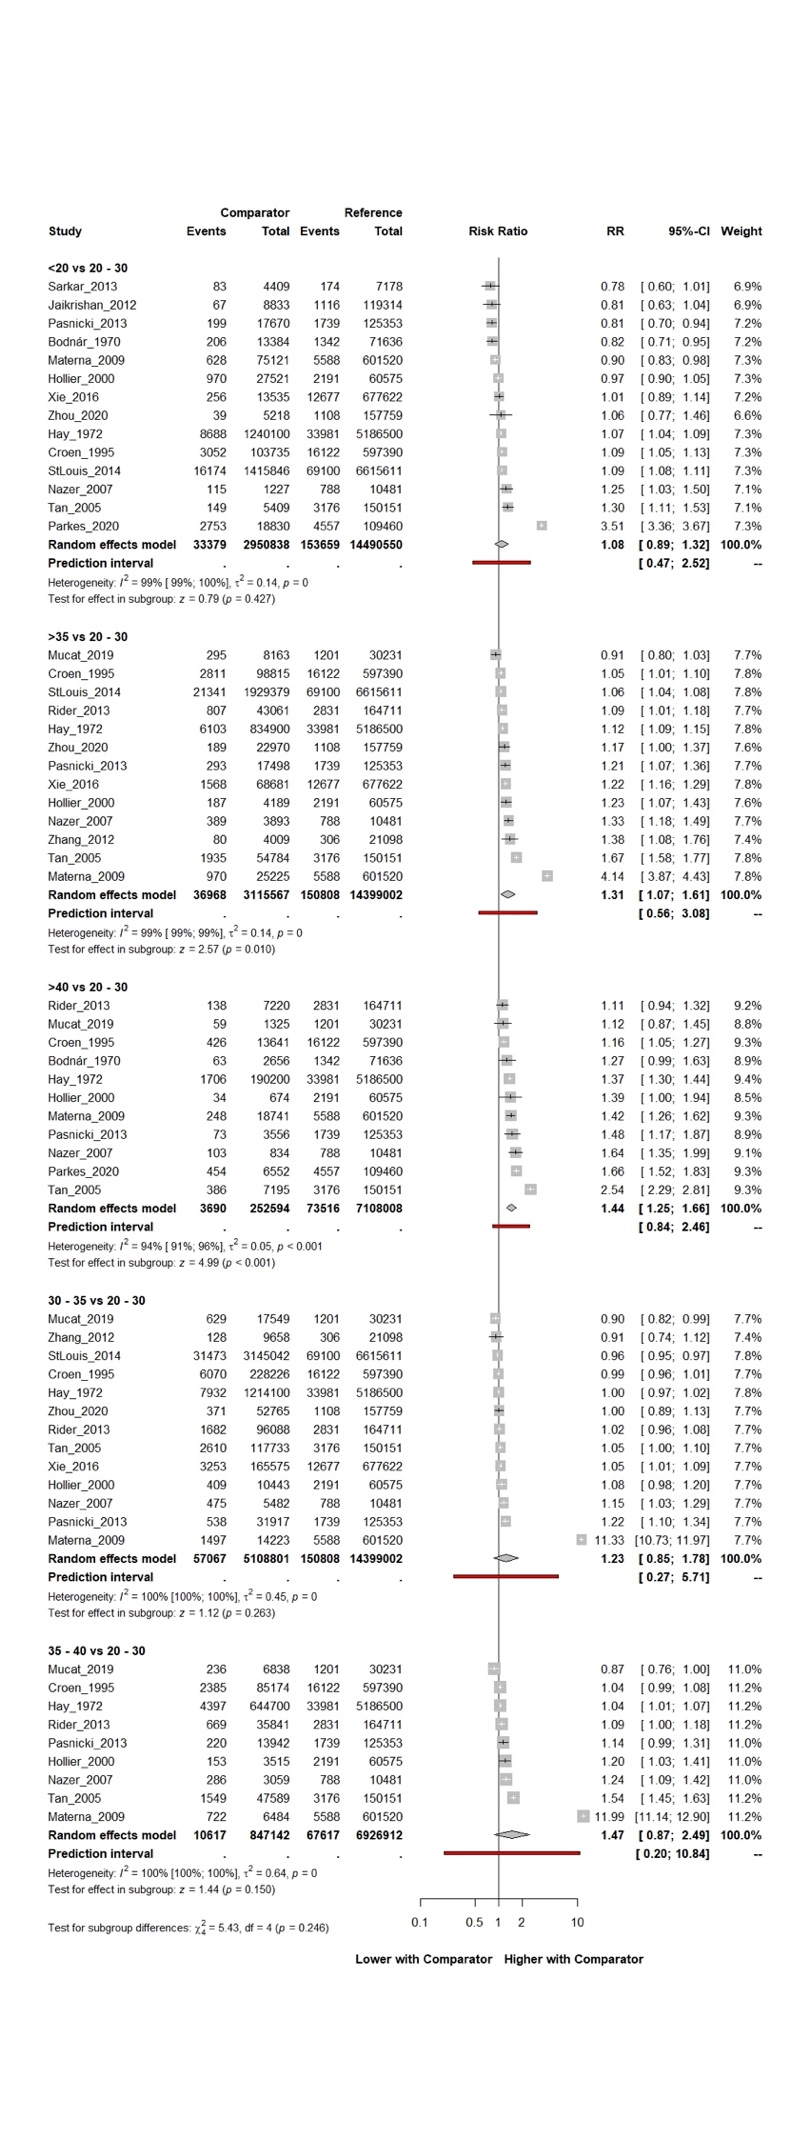 Comparator Reference
Study Events Total Events Total Risk Ratio RR 95%-CI Weight
<20 vs 20 - 30
Sarkar_2013 83 4409 174 7178 0.78 [ 0.60; 1.01] 6.9%
Jaikrishan_2012 67 8833 1116 119314 0.81 [ 0.63; 1.04] 6.9%
Pasnicki_2013 199 17670 1739 125353 0.81 [ 0.70; 0.94] 7.2%
Bodnár_1970 206 13384 1342 71636 0.82 [ 0.71; 0.95] 7.2%
Materna_2009 628 75121 5588 601520 0.90 [ 0.83; 0.98] 7.3%
Hollier_2000 970 27521 2191 60575 0.97 [ 0.90; 1.05] 7.3%
Xie_2016 256 13535 12677 677622 1.01 [ 0.89; 1.14] 7.2%
Zhou_2020 39 5218 1108 157759 1.06 [ 0.77; 1.46] 6.6%
Hay_1972 8688 1240100 33981 5186500 1.07 [ 1.04; 1.09] 7.3%
Croen_1995 3052 103735 16122 597390 1.09 [ 1.05; 1.13] 7.3%
StLouis_2014 16174 1415846 69100 6615611 1.09 [ 1.08; 1.11] 7.3%
Nazer_2007 115 1227 788 10481 1.25 [ 1.03; 1.50] 7.1%
Tan_2005 149 5409 3176 150151 1.30 [ 1.11; 1.53] 7.1%
Parkes_2020 2753 18830 4557 109460 3.51 [ 3.36; 3.67] 7.3%
Random effects model 33379 2950838 153659 14490550 1.08 [ 0.89; 1.32] 100.0%
Prediction interval . . . . [ 0.47; 2.52] --
Heterogeneity: I² = 99% [ 99%; 100%], τ² = 0.14, p = 0
Test for effect in subgroup: z = 0.79 (p = 0.427)
>35 vs 20 - 30
Mucat_2019 295 8163 1201 30231 0.91 [ 0.80; 1.03] 7.7%
Croen_1995 2811 98815 16122 597390 1.05 [ 1.01; 1.10] 7.8%
StLouis_2014 21341 1929379 69100 6615611 1.06 [ 1.04; 1.08] 7.8%
Rider_2013 807 43061 2831 164711 1.09 [ 1.01; 1.18] 7.8%
Hay_1972 6103 834900 33981 5186500 1.12 [ 1.09; 1.15] 7.8%
Zhou_2020 189 22970 1108 157759 1.17 [ 1.00; 1.37] 7.6%
Pasnicki_2013 293 17498 1739 125353 1.21 [ 1.07; 1.36] 7.7%
Xie_2016 1568 68681 12677 677622 1.22 [ 1.16; 1.29] 7.8%
Hollier_2000 187 4189 2191 60575 1.23 [ 1.07; 1.43] 7.6%
Nazer_2007 389 3893 788 10481 1.33 [ 1.18; 1.49] 7.7%
Zhang_2012 80 4009 306 21098 1.38 [ 1.08; 1.76] 7.4%
Tan_2005 1935 54784 3176 150151 1.67 [ 1.58; 1.77] 7.8%
Materna_2009 970 25225 5588 601520 4.14 [ 3.87; 4.43] 7.8%
Random effects model 36968 3115567 150808 14399002 1.31 [ 1.07; 1.61] 100.0%
Prediction interval . . . . [ 0.56; 3.08] --
Heterogeneity: I² = 99% [ 99%; 99%], τ² = 0.14, p = 0
Test for effect in subgroup: z = 2.57 (p = 0.010)
>40 vs 20 - 30
Rider_2013 138 7220 2831 164711 1.11 [ 0.94; 1.32] 9.2%
Mucat_2019 59 1325 1201 30231 1.12 [ 0.87; 1.45] 8.8%
Croen_1995 426 13641 16122 597390 1.16 [ 1.05; 1.27] 9.3%
Bodnár_1970 63 2656 1342 71636 1.27 [ 0.99; 1.63] 8.9%
Hay_1972 1706 190200 33981 5186500 1.37 [ 1.30; 1.44] 9.4%
Hollier_2000 34 674 2191 60575 1.39 [ 1.00; 1.94] 8.5%
Materna_2009 248 18741 5588 601520 1.42 [ 1.26; 1.62] 9.3%
Pasnicki_2013 73 3556 1739 125353 1.48 [ 1.17; 1.87] 8.9%
Nazer_2007 103 834 788 10481 1.64 [ 1.35; 1.99] 9.1%
Parkes_2020 454 6552 4557 109460 1.66 [ 1.52; 1.83] 9.3%
Tan_2005 386 7195 3176 150151 2.54 [ 2.29; 2.81] 9.3%
Random effects model 3690 252594 73516 7108008 1.44 [ 1.25; 1.66] 100.0%
Prediction interval . . . . [ 0.84; 2.46] --
Heterogeneity: I² = 94% [ 91%; 96%], τ² = 0.05, p < 0.001
Test for effect in subgroup: z = 4.99 (p < 0.001)
30 - 35 vs 20 - 30
Mucat_2019 629 17549 1201 30231 0.90 [ 0.82; 0.99] 7.7%
Zhang_2012 128 9658 306 21098 0.91 [ 0.74; 1.12] 7.4%
StLouis_2014 31473 3145042 69100 6615611 0.96 [ 0.95; 0.97] 7.8%
Croen_1995 6070 228226 16122 597390 0.99 [ 0.96; 1.01] 7.7%
Hay_1972 7932 1214100 33981 5186500 1.00 [ 0.97; 1.02] 7.8%
Zhou_2020 371 52765 1108 157759 1.00 [ 0.89; 1.13] 7.6%
Rider_2013 1682 96088 2831 164711 1.02 [ 0.96; 1.08] 7.7%
Tan_2005 2610 117733 3176 150151 1.05 [ 1.00; 1.10] 7.7%
Xie_2016 3253 165575 12677 677622 1.05 [ 1.01; 1.09] 7.7%
Hollier_2000 409 10443 2191 60575 1.08 [ 0.98; 1.20] 7.7%
Nazer_2007 475 5482 788 10481 1.15 [ 1.03; 1.29] 7.7%
Pasnicki_2013 538 31917 1739 125353 1.22 [ 1.10; 1.34] 7.7%
Materna_2009 1497 14223 5588 601520 11.33 [10.73; 11.97] 7.7%
Random effects model 57067 5108801 150808 14399002 1.23 [ 0.85; 1.78] 100.0%
Prediction interval . . . . [ 0.27; 5.71] --
Heterogeneity: I² = 100% [100%; 100%], τ² = 0.45, p = 0
Test for effect in subgroup: z = 1.12 (p = 0.263)
35 - 40 vs 20 - 30
Mucat_2019 236 6838 1201 30231 0.87 [ 0.76; 1.00] 11.0%
Croen_1995 2385 85174 16122 597390 1.04 [ 0.99; 1.08] 11.2%
Hay_1972 4397 644700 33981 5186500 1.04 [ 1.01; 1.07] 11.2%
Rider_2013 669 35841 2831 164711 1.09 [ 1.00; 1.18] 11.2%
Pasnicki_2013 220 13942 1739 125353 1.14 [ 0.99; 1.31] 11.0%
Hollier_2000 153 3515 2191 60575 1.20 [ 1.03; 1.41] 11.0%
Nazer_2007 286 3059 788 10481 1.24 [ 1.09; 1.42] 11.0%
Tan_2005 1549 47589 3176 150151 1.54 [ 1.45; 1.63] 11.2%
Materna_2009 722 6484 5588 601520 11.99 [11.14; 12.90] 11.2%
Random effects model 10617 847142 67617 6926912 1.47 [ 0.87; 2.49] 100.0%
Prediction interval . . . . [ 0.20; 10.84] --
Heterogeneity: I² = 100% [100%; 100%], τ² = 0.64, p = 0
Test for effect in subgroup: z = 1.44 (p = 0.150)
0.1 0.5 1 2 10
Test for subgroup differences: χ²₄ = 5.43, df = 4 (p = 0.246)
Lower with Comparator Higher with Comparator